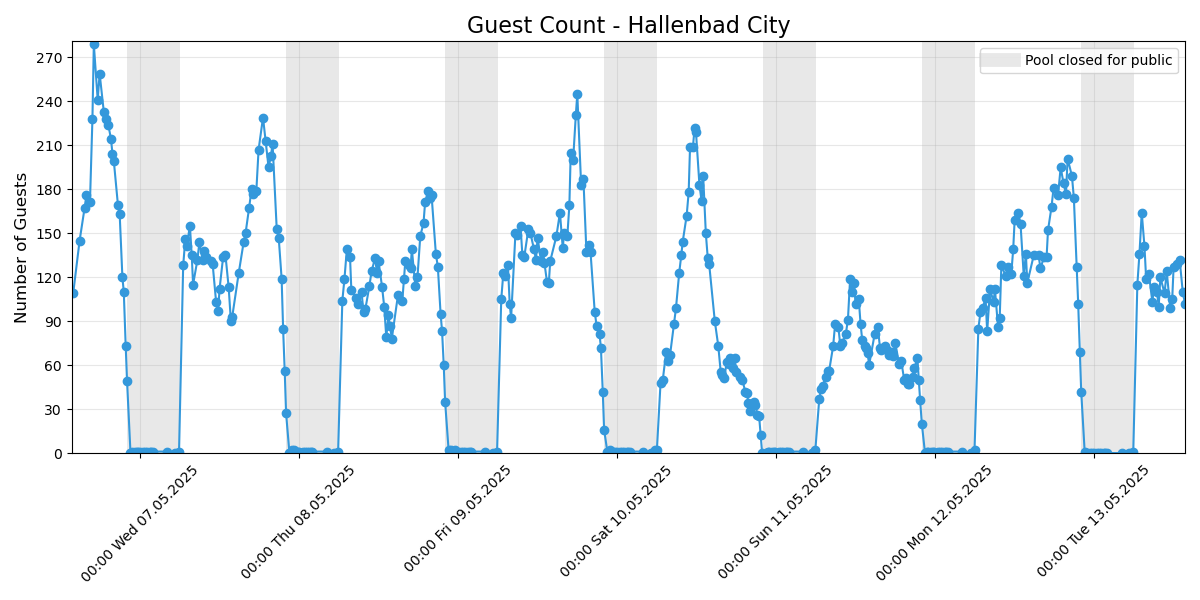 Guest Count - Hallenbad City
Pool closed for public
Number of Guests
270
240
210
180
150
120
90
60
30
0
00:00 Wed 07.05.2025
00:00 Thu 08.05.2025
00:00 Fri 09.05.2025
00:00 Sat 10.05.2025
00:00 Sun 11.05.2025
00:00 Mon 12.05.2025
00:00 Tue 13.05.2025